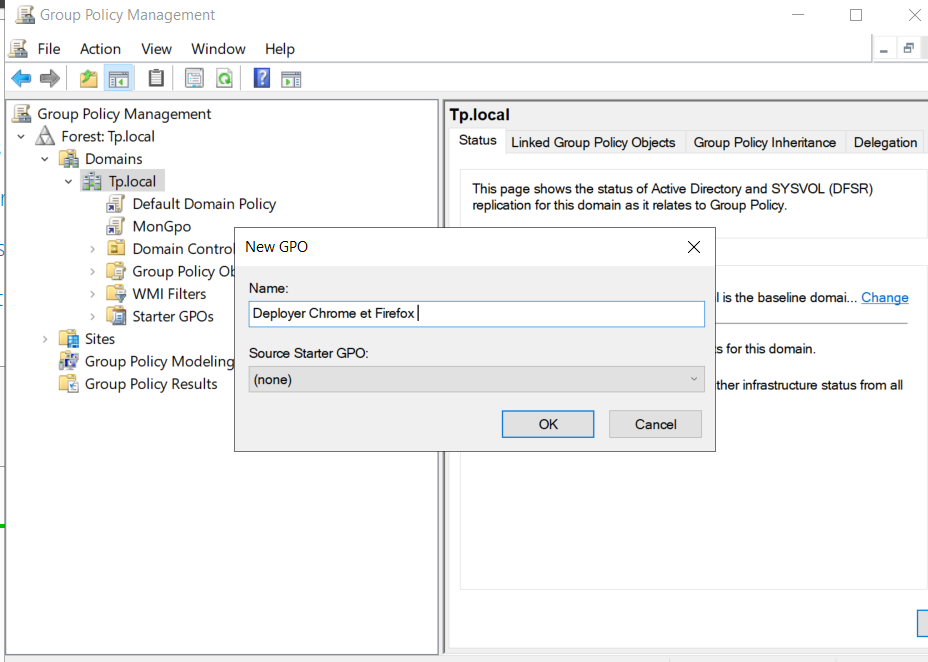 Group Policy Management
File Action View Window Help
Group Policy Management
Forest: Tp.local
Domains
Tp.local
Default Domain Policy
MonGpo
Domain Control
Group Policy Ob
WMI Filters
Starter GPOs
Sites
Group Policy Modeling
Group Policy Results
Tp.local
Status Linked Group Policy Objects Group Policy Inheritance Delegation
This page shows the status of Active Directory and SYSVOL (DFSR)
replication for this domain as it relates to Group Policy.
l is the baseline domai... Change
s for this domain.
ther infrastructure status from all
New GPO
Name:
Deployer Chrome et Firefox
Source Starter GPO:
(none)
OK Cancel